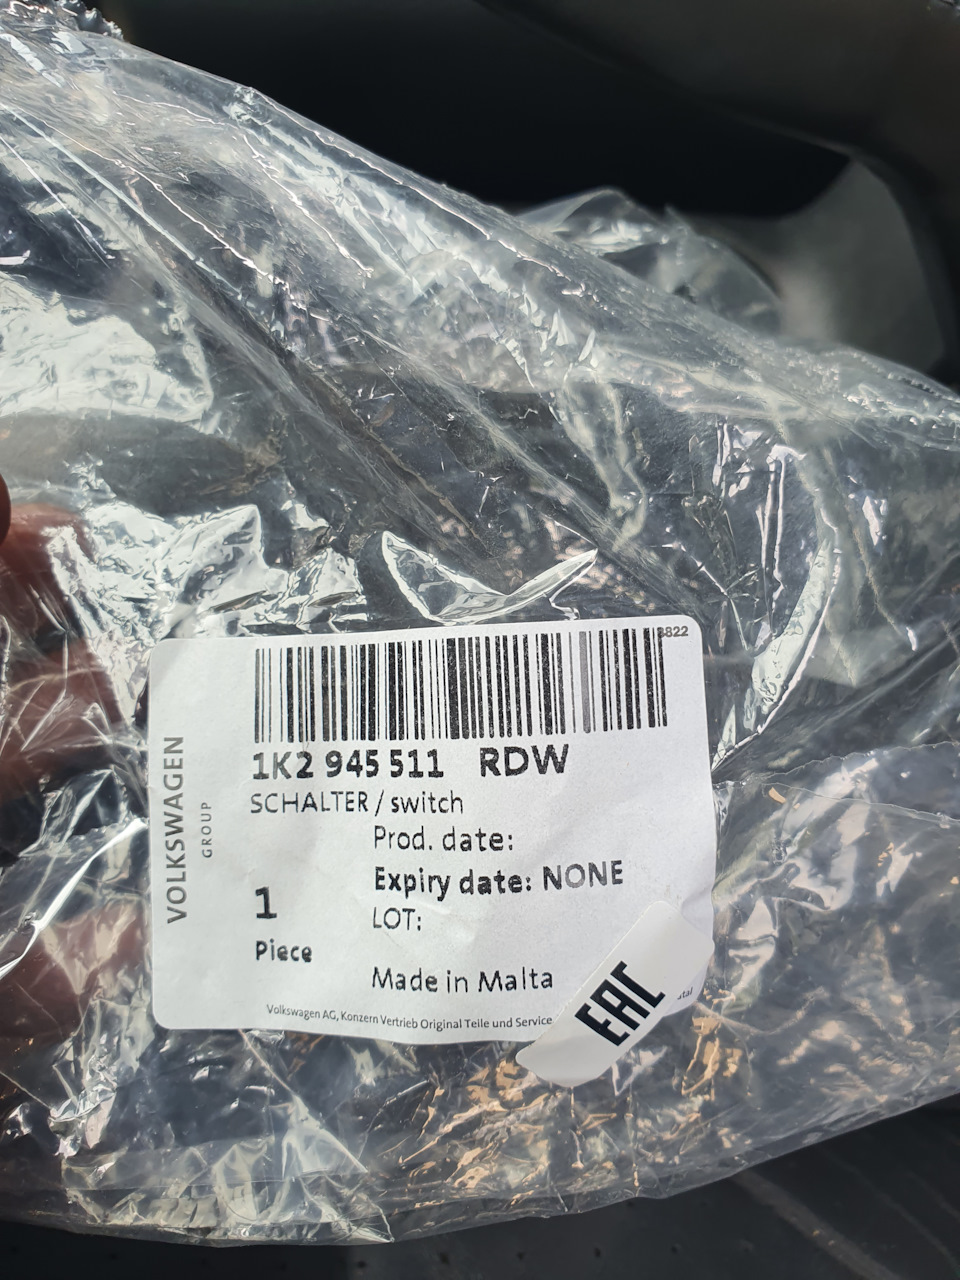 1K2 945 511 RDW
SCHALTER / switch
Prod. date:
Expiry date: NONE
1
LOT:
Piece
Made in Malta
Volkswagen AG, Konzern Vertrieb Original Teile und Service
VOLKSWAGEN
GROUP
EAC